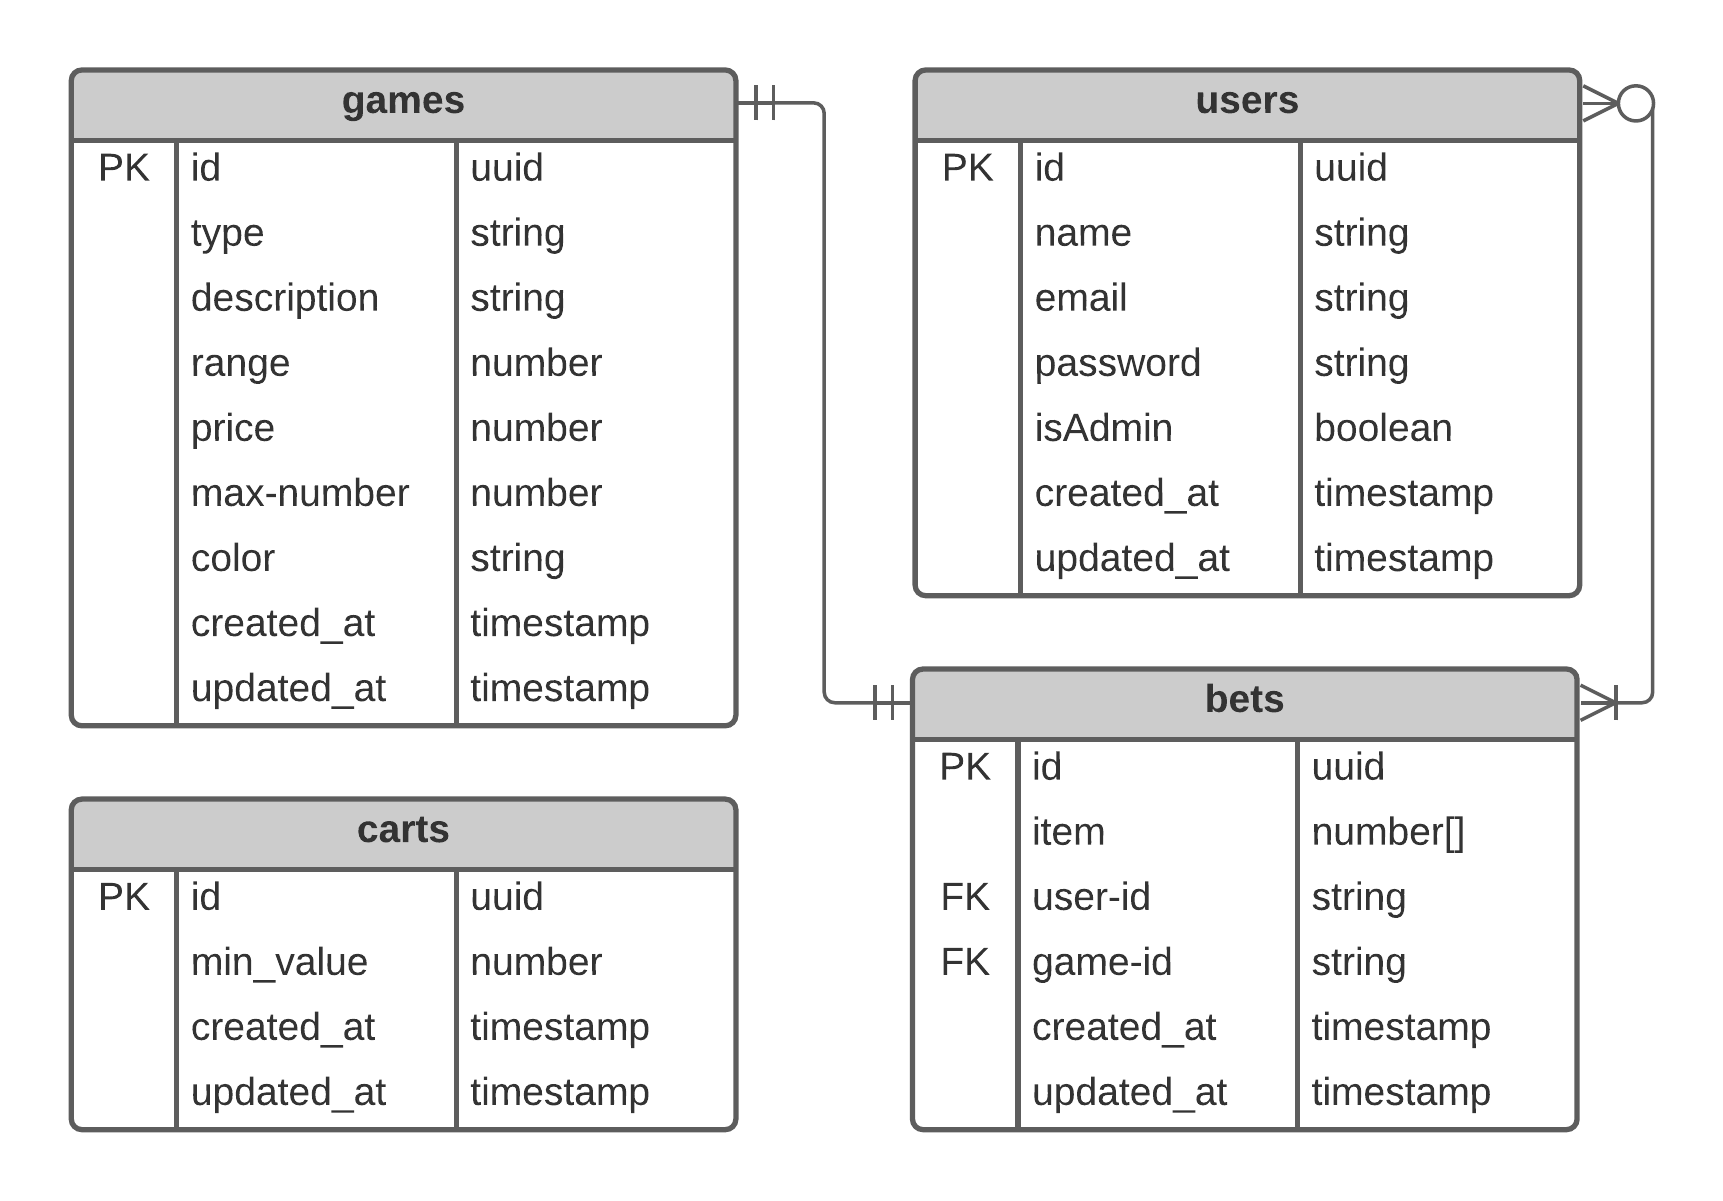 games
PK id uuid
type string
description string
range number
price number
max-number number
color string
created_at timestamp
updated_at timestamp
users
PK id uuid
name string
email string
password string
isAdmin boolean
created_at timestamp
updated_at timestamp
carts
PK id uuid
min_value number
created_at timestamp
updated_at timestamp
bets
PK id uuid
item number[]
FK user-id string
FK game-id string
created_at timestamp
updated_at timestamp